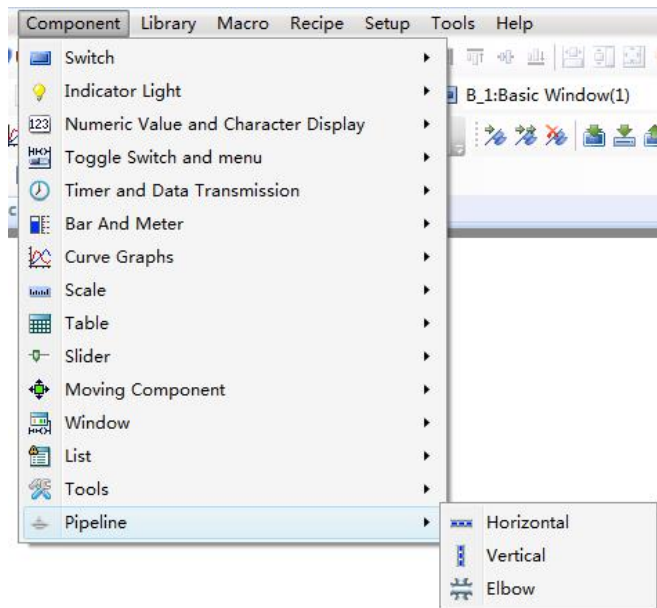 Component Library Macro Recipe Setup Tools Help
Switch
Indicator Light
B_1:Basic Window(1)
123 Numeric Value and Character Display
Toggle Switch and menu
Timer and Data Transmission
Bar And Meter
Curve Graphs
Scale
Table
Slider
Moving Component
Window
List
Tools
Pipeline
Horizontal
Vertical
Elbow